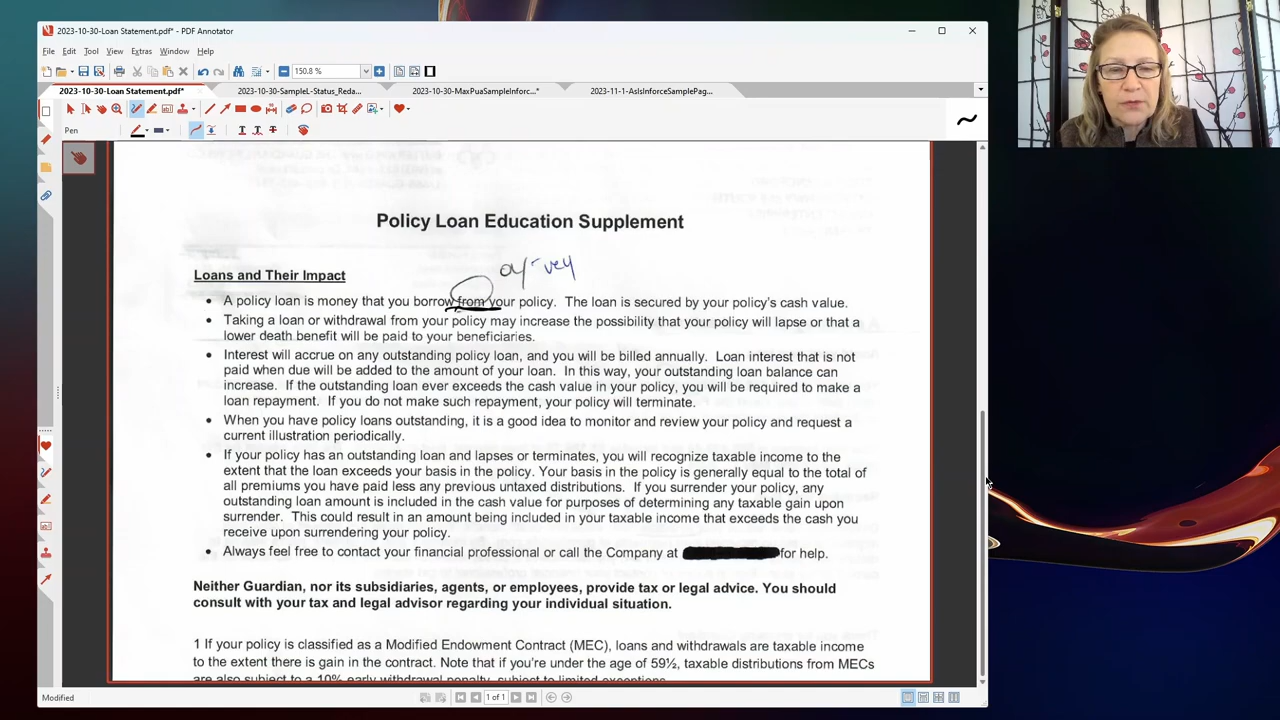 2023-10-30-Loan Statement.pdf* - PDF Annotator
File Edit Tool View Extras Window Help
150.8 %
2023-10-30-Loan Statement.pdf* 2023-10-30-SampleL-Status_Reda... 2023-10-30-MaxPuaSampleInforc...* 2023-11-1-AsIsInforceSamplePag...
Pen
Policy Loan Education Supplement
oy-vey
Loans and Their Impact
• A policy loan is money that you borrow from your policy. The loan is secured by your policy's cash value.
• Taking a loan or withdrawal from your policy may increase the possibility that your policy will lapse or that a
lower death benefit will be paid to your beneficiaries.
• Interest will accrue on any outstanding policy loan, and you will be billed annually. Loan interest that is not
paid when due will be added to the amount of your loan. In this way, your outstanding loan balance can
increase. If the outstanding loan ever exceeds the cash value in your policy, you will be required to make a
loan repayment. If you do not make such repayment, your policy will terminate.
• When you have policy loans outstanding, it is a good idea to monitor and review your policy and request a
current illustration periodically.
• If your policy has an outstanding loan and lapses or terminates, you will recognize taxable income to the
extent that the loan exceeds your basis in the policy. Your basis in the policy is generally equal to the total of
all premiums you have paid less any previous untaxed distributions. If you surrender your policy, any
outstanding loan amount is included in the cash value for purposes of determining any taxable gain upon
surrender. This could result in an amount being included in your taxable income that exceeds the cash you
receive upon surrendering your policy.
• Always feel free to contact your financial professional or call the Company at for help.
Neither Guardian, nor its subsidiaries, agents, or employees, provide tax or legal advice. You should
consult with your tax and legal advisor regarding your individual situation.
1 If your policy is classified as a Modified Endowment Contract (MEC), loans and withdrawals are taxable income
to the extent there is gain in the contract. Note that if you're under the age of 59½, taxable distributions from MECs
are also subject to a 10% early withdrawal penalty, subject to limited exceptions.
Modified
1 of 1